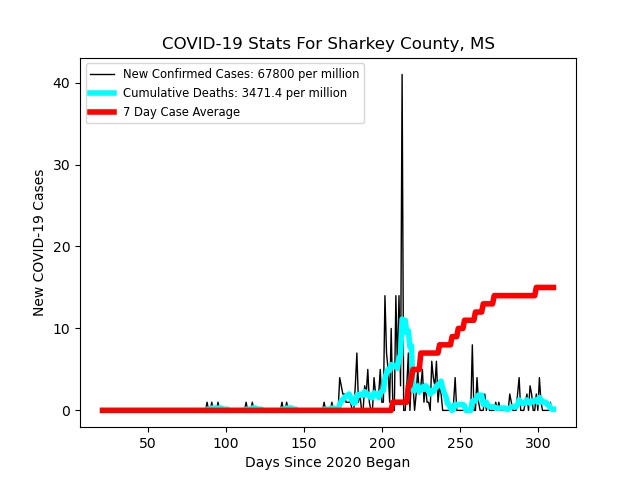 COVID-19 Stats For Sharkey County, MS
New Confirmed Cases: 67800 per million
Cumulative Deaths: 3471.4 per million
7 Day Case Average
New COVID-19 Cases
40
30
20
10
0
50 100 150 200 250 300
Days Since 2020 Began